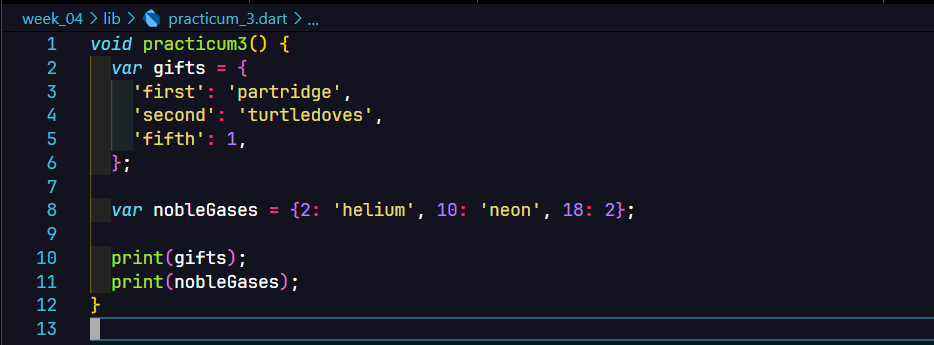 week_04 > lib > practicum_3.dart > ...
1 void practicum3() {
2   var gifts = {
3     'first': 'partridge',
4     'second': 'turtledoves',
5     'fifth': 1,
6   };
7
8   var nobleGases = {2: 'helium', 10: 'neon', 18: 2};
9
10   print(gifts);
11   print(nobleGases);
12 }
13